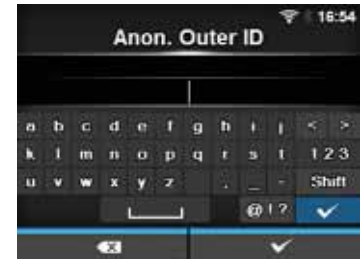 16:54
Anon. Outer ID
a b c d e f g h i j < >
k l m n o p q r s t 1 2 3
u v w x y z , . _ - Shift
@ ! ?